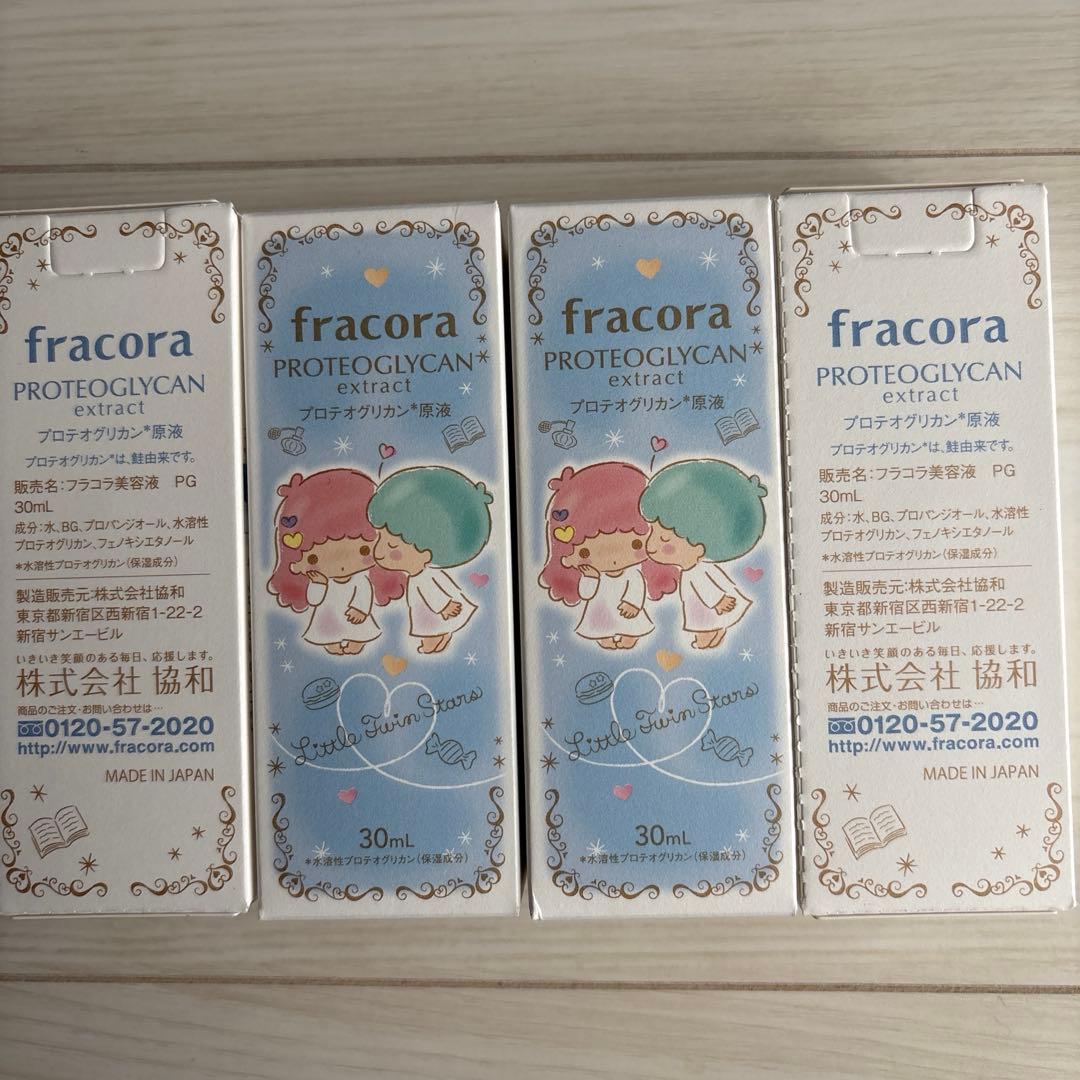 fracora
PROTEOGLYCAN
extract
プロテオグリカン*原液
プロテオグリカン*は、鮭由来です。
販売名:フラコラ美容液 PG
30mL
成分:水、BG、プロパンジオール、水溶性
プロテオグリカン、フェノキシエタノール
*水溶性プロテオグリカン(保湿成分)
製造販売元:株式会社協和
東京都新宿区西新宿1-22-2
新宿サンエービル
いきいき笑顔のある毎日、応援します。
株式会社 協和
商品のご注文・お問い合わせは…
0120-57-2020
http://www.fracora.com
MADE IN JAPAN
fracora
PROTEOGLYCAN*
extract
プロテオグリカン*原液
Little Twin Stars
30mL
*水溶性プロテオグリカン(保湿成分)
fracora
PROTEOGLYCAN*
extract
プロテオグリカン*原液
Little Twin Stars
30mL
*水溶性プロテオグリカン(保湿成分)
fracora
PROTEOGLYCAN
extract
プロテオグリカン*原液
プロテオグリカン*は、鮭由来です。
販売名:フラコラ美容液 PG
30mL
成分:水、BG、プロパンジオール、水溶性
プロテオグリカン、フェノキシエタノール
*水溶性プロテオグリカン(保湿成分)
製造販売元:株式会社協和
東京都新宿区西新宿1-22-2
新宿サンエービル
いきいき笑顔のある毎日、応援します。
株式会社 協和
商品のご注文・お問い合わせは…
0120-57-2020
http://www.fracora.com
MADE IN JAPAN